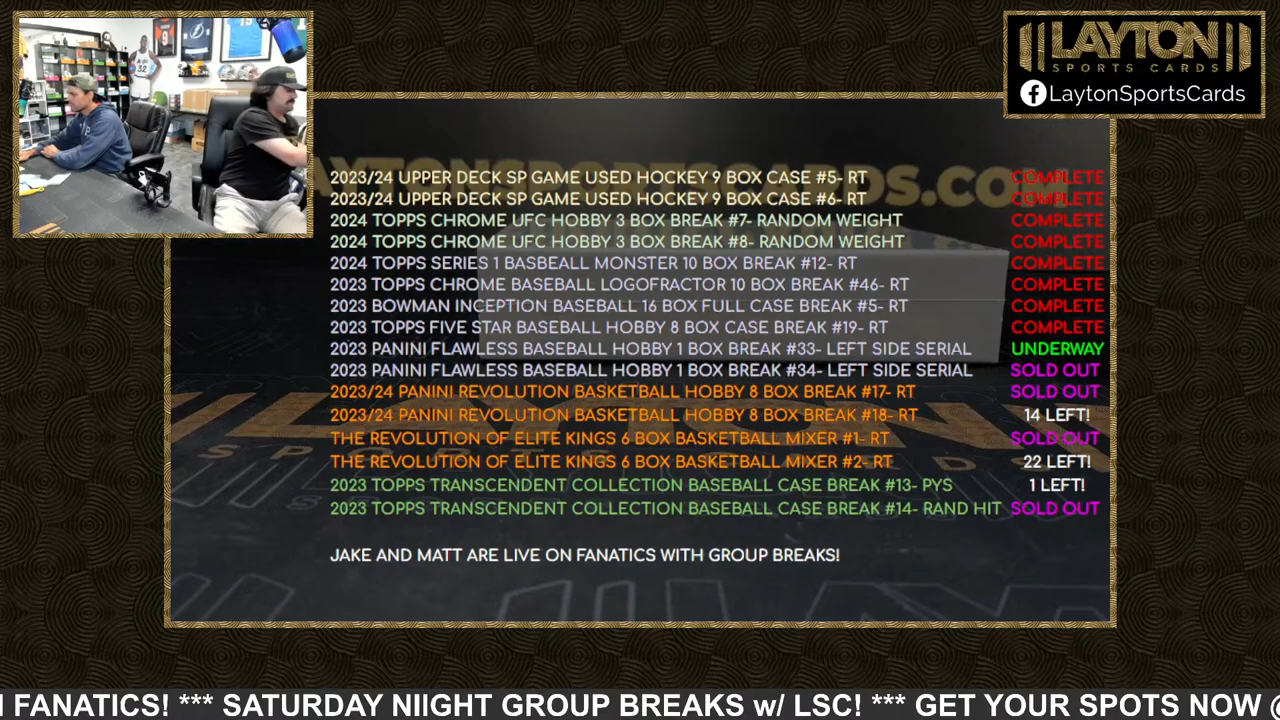 LAYTON
SPORTS CARDS
LaytonSportsCards
LAYTONSPORTSCARDS.COM
2023/24 UPPER DECK SP GAME USED HOCKEY 9 BOX CASE #5- RT COMPLETE
2023/24 UPPER DECK SP GAME USED HOCKEY 9 BOX CASE #6- RT COMPLETE
2024 TOPPS CHROME UFC HOBBY 3 BOX BREAK #7- RANDOM WEIGHT COMPLETE
2024 TOPPS CHROME UFC HOBBY 3 BOX BREAK #8- RANDOM WEIGHT COMPLETE
2024 TOPPS SERIES 1 BASBEALL MONSTER 10 BOX BREAK #12- RT COMPLETE
2023 TOPPS CHROME BASEBALL LOGOFRACTOR 10 BOX BREAK #46- RT COMPLETE
2023 BOWMAN INCEPTION BASEBALL 16 BOX FULL CASE BREAK #5- RT COMPLETE
2023 TOPPS FIVE STAR BASEBALL HOBBY 8 BOX CASE BREAK #19- RT COMPLETE
2023 PANINI FLAWLESS BASEBALL HOBBY 1 BOX BREAK #33- LEFT SIDE SERIAL UNDERWAY
2023 PANINI FLAWLESS BASEBALL HOBBY 1 BOX BREAK #34- LEFT SIDE SERIAL SOLD OUT
2023/24 PANINI REVOLUTION BASKETBALL HOBBY 8 BOX BREAK #17- RT SOLD OUT
2023/24 PANINI REVOLUTION BASKETBALL HOBBY 8 BOX BREAK #18- RT 14 LEFT!
THE REVOLUTION OF ELITE KINGS 6 BOX BASKETBALL MIXER #1- RT SOLD OUT
THE REVOLUTION OF ELITE KINGS 6 BOX BASKETBALL MIXER #2- RT 22 LEFT!
2023 TOPPS TRANSCENDENT COLLECTION BASEBALL CASE BREAK #13- PYS 1 LEFT!
2023 TOPPS TRANSCENDENT COLLECTION BASEBALL CASE BREAK #14- RAND HIT SOLD OUT
JAKE AND MATT ARE LIVE ON FANATICS WITH GROUP BREAKS!
FANATICS! *** SATURDAY NIIGHT GROUP BREAKS w/ LSC! *** GET YOUR SPOTS NOW @